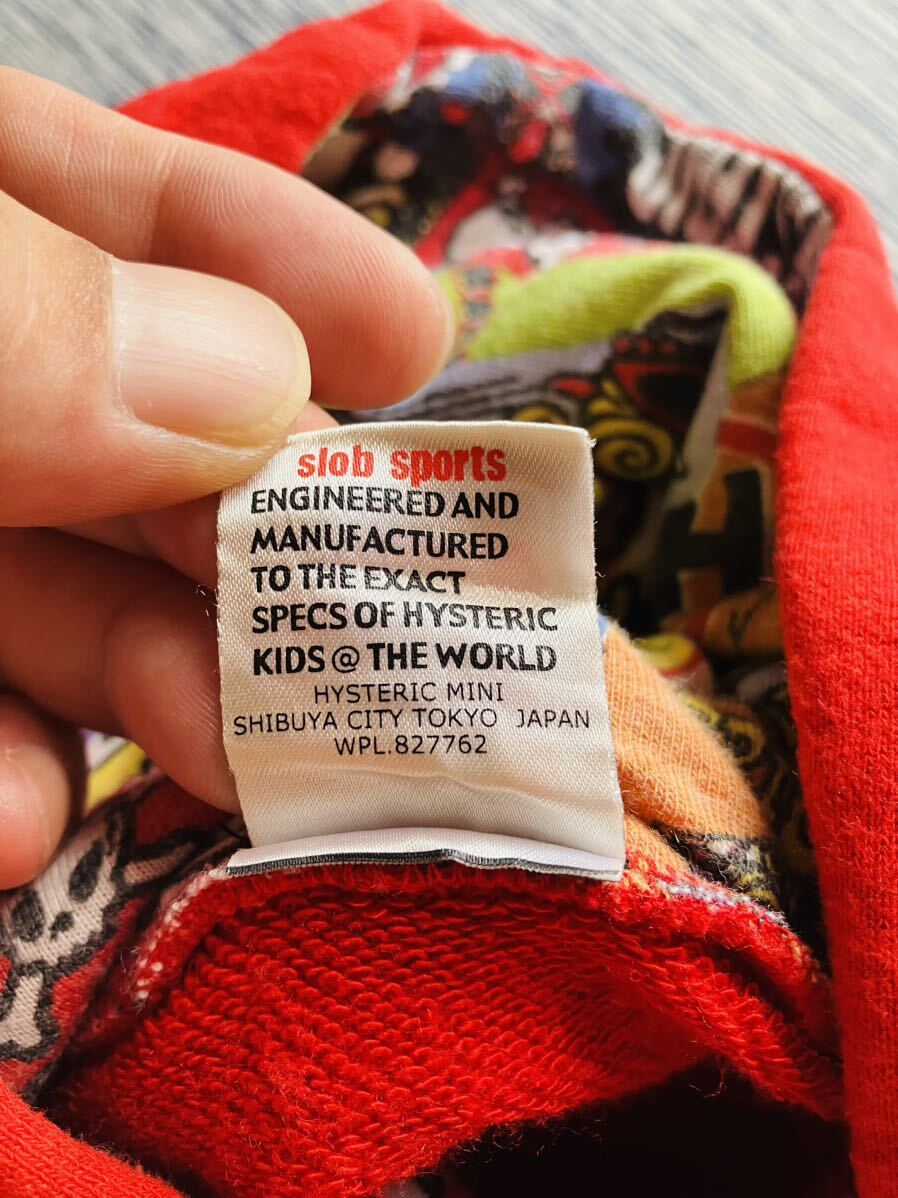 slob sports
ENGINEERED AND
MANUFACTURED
TO THE EXACT
SPECS OF HYSTERIC
KIDS @ THE WORLD
HYSTERIC MINI
SHIBUYA CITY TOKYO JAPAN
WPL.827762
H